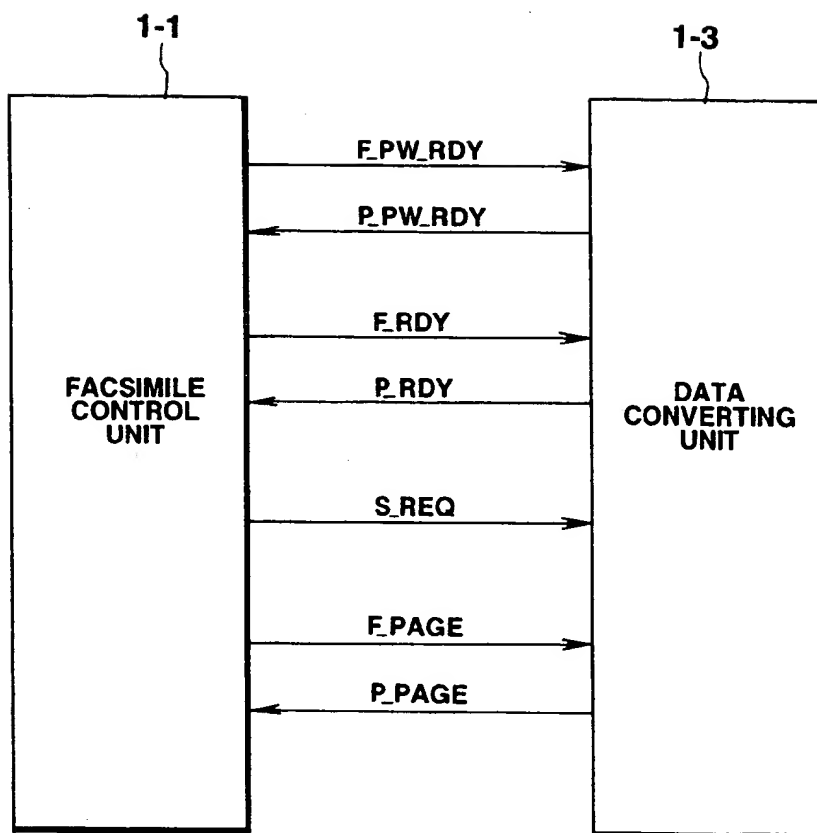 1-1
1-3
F_PW_RDY
P_PW_RDY
F_RDY
P_RDY
FACSIMILE
CONTROL
UNIT
DATA
CONVERTING
UNIT
S_REQ
F_PAGE
P_PAGE